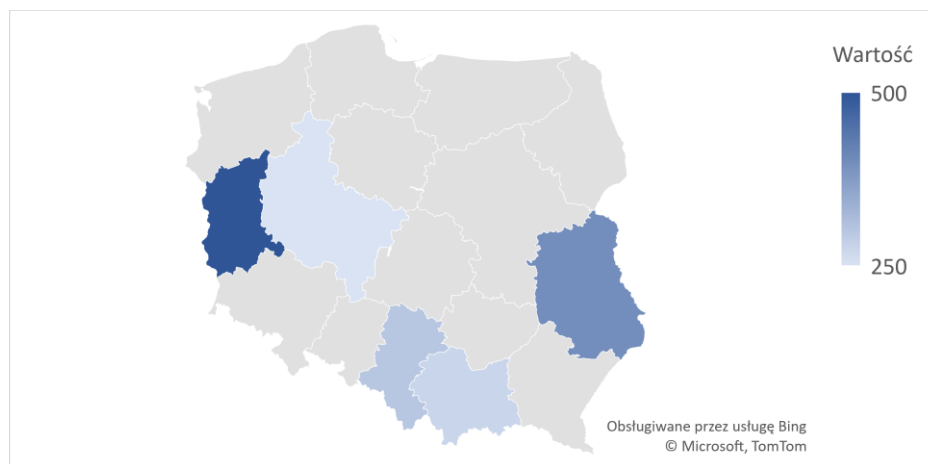 Wartość
500
250
Obsługiwane przez usługę Bing
© Microsoft, TomTom